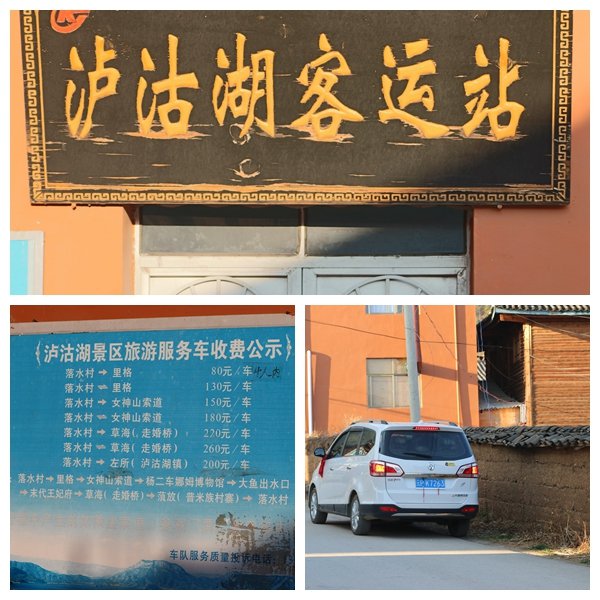 泸沽湖客运站
泸沽湖景区旅游服务车收费公示
落水村 → 里格 80元/车
落水村 ⇌ 里格 130元/车
落水村 → 女神山索道 150元/车
落水村 ⇌ 女神山索道 180元/车
落水村 → 草海(走婚桥) 220元/车
落水村 ⇌ 草海(走婚桥) 260元/车
落水村 → 左所(泸沽湖镇) 200元/车
落水村→里格→女神山索道→杨二车娜姆博物馆→大鱼出水口
→末代王妃府→草海(走婚桥)→蒗放(普米族村寨)→ 落水村
车队服务质量投诉电话:
K7263